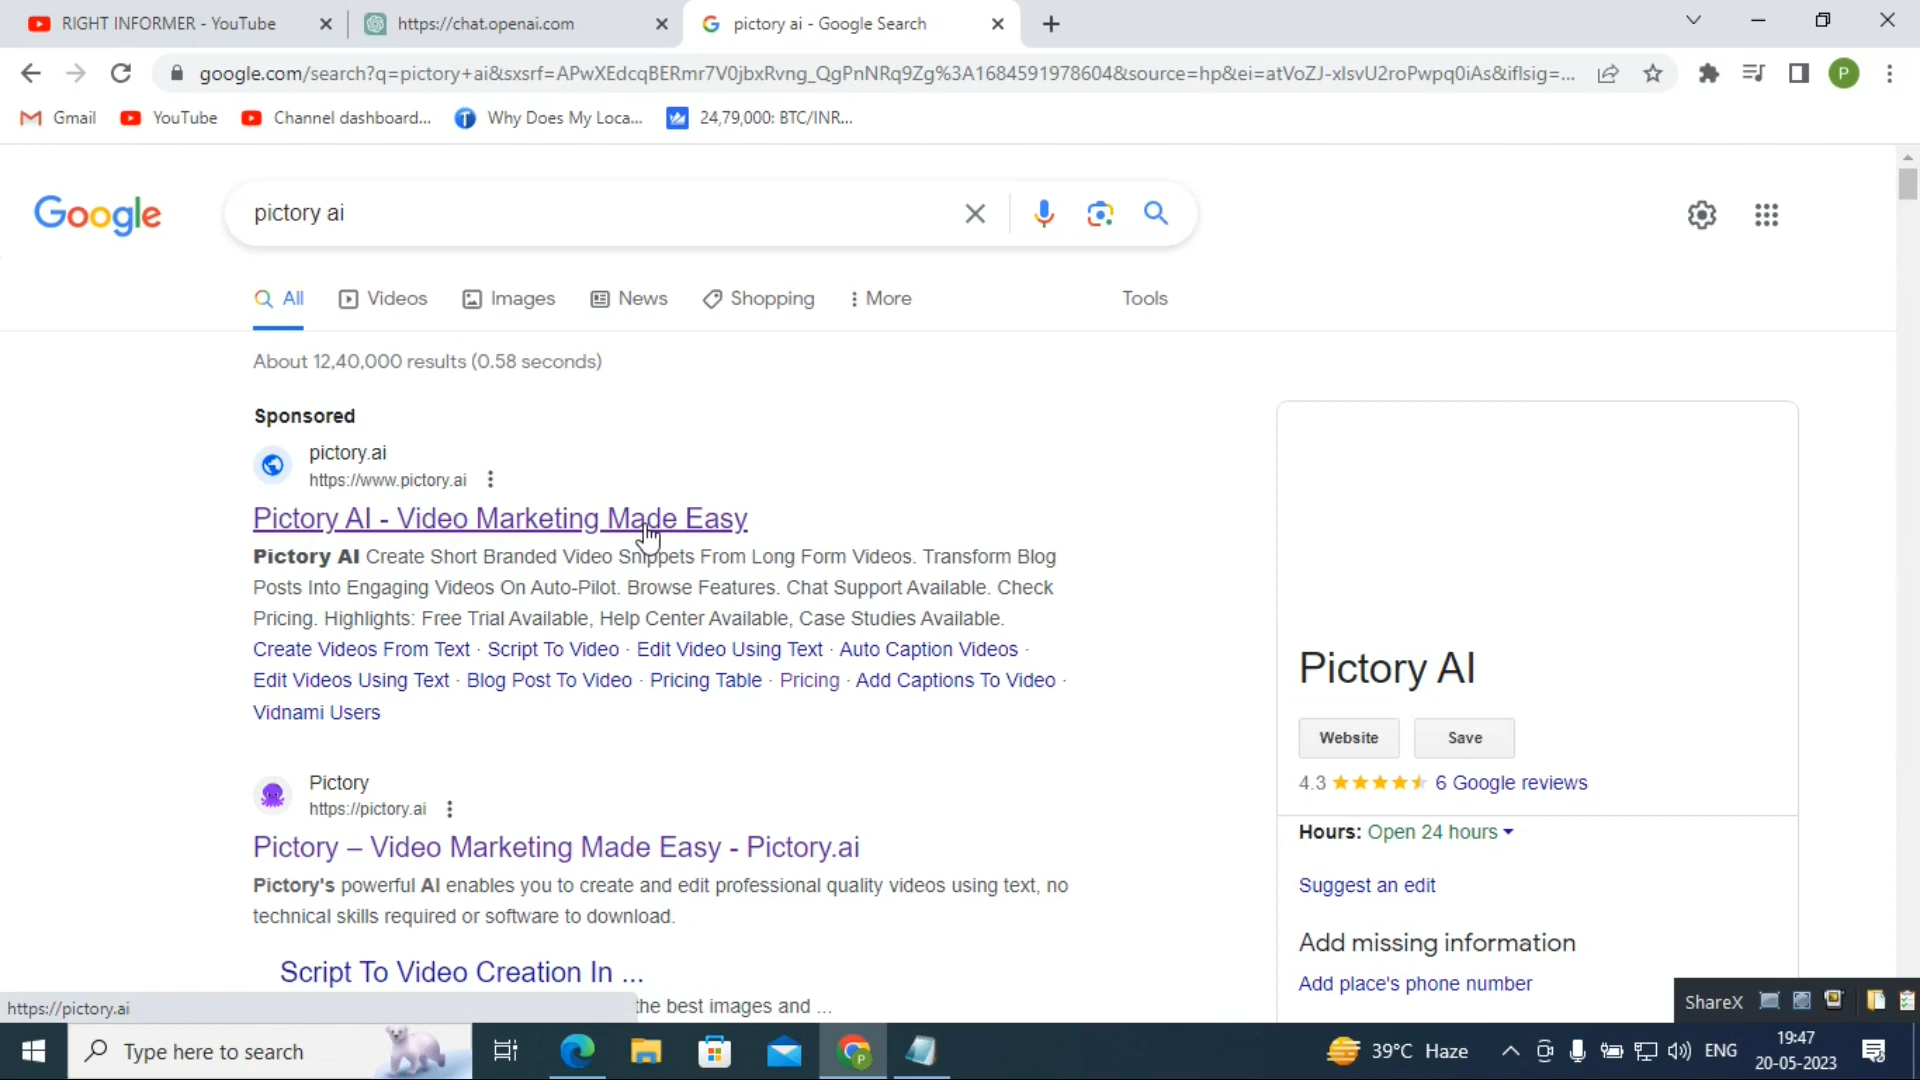 RIGHT INFORMER - YouTube
https://chat.openai.com
pictory ai - Google Search
google.com/search?q=pictory+ai&sxsrf=APwXEdcqBERmr7V0jbxRvng_QgPnNRq9Zg%3A1684591978604&source=hp&ei=atVoZJ-xIsvU2roPwpq0iAs&iflsig=...
P
Gmail
YouTube
Channel dashboard...
Why Does My Loca...
24,79,000: BTC/INR...
Google
pictory ai
All
Videos
Images
News
Shopping
More
Tools
About 12,40,000 results (0.58 seconds)
Sponsored
pictory.ai
https://www.pictory.ai
Pictory AI - Video Marketing Made Easy
Pictory AI Create Short Branded Video Snippets From Long Form Videos. Transform Blog
Posts Into Engaging Videos On Auto-Pilot. Browse Features. Chat Support Available. Check
Pricing. Highlights: Free Trial Available, Help Center Available, Case Studies Available.
Create Videos From Text · Script To Video · Edit Video Using Text · Auto Caption Videos ·
Edit Videos Using Text · Blog Post To Video · Pricing Table · Pricing · Add Captions To Video ·
Vidnami Users
Pictory
https://pictory.ai
Pictory – Video Marketing Made Easy - Pictory.ai
Pictory's powerful AI enables you to create and edit professional quality videos using text, no
technical skills required or software to download.
Script To Video Creation In ...
the best images and ...
Pictory AI
Website
Save
4.3
6 Google reviews
Hours: Open 24 hours
Suggest an edit
Add missing information
Add place's phone number
https://pictory.ai
ShareX
Type here to search
P
39°C Haze
ENG
19:47
20-05-2023